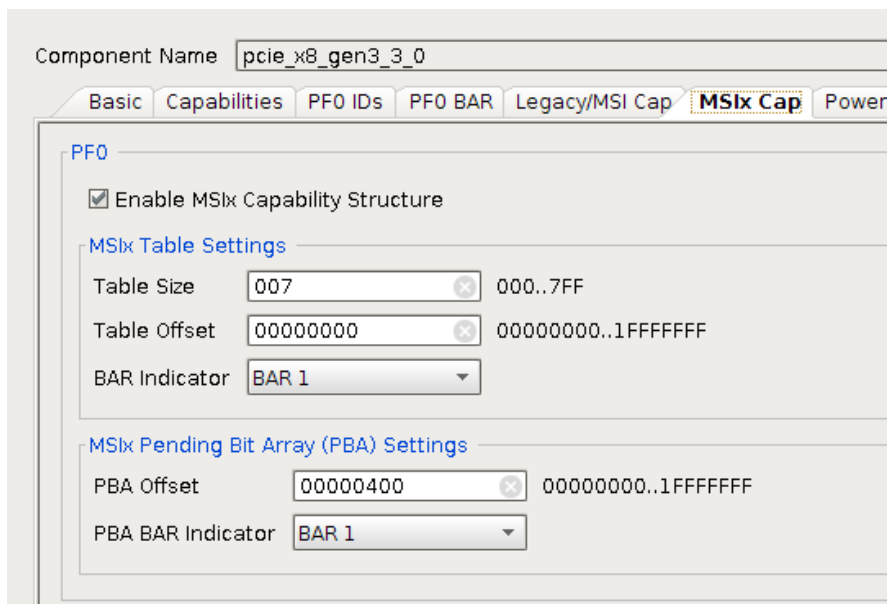 Component Name pcie_x8_gen3_3_0
Basic Capabilities PF0 IDs PF0 BAR Legacy/MSI Cap MSIx Cap Power
PF0
Enable MSIx Capability Structure
MSIx Table Settings
Table Size 007 000..7FF
Table Offset 00000000 00000000..1FFFFFFF
BAR Indicator BAR 1
MSIx Pending Bit Array (PBA) Settings
PBA Offset 00000400 00000000..1FFFFFFF
PBA BAR Indicator BAR 1